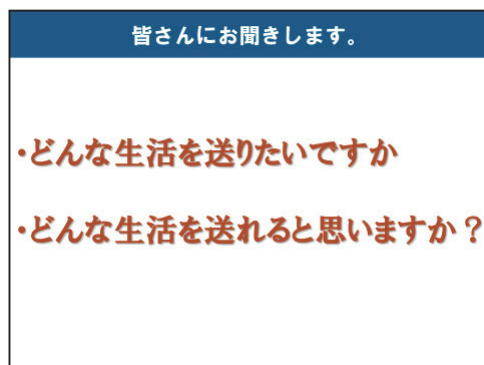 皆さんにお聞きします。
・どんな生活を送りたいですか
・どんな生活を送れると思いますか？